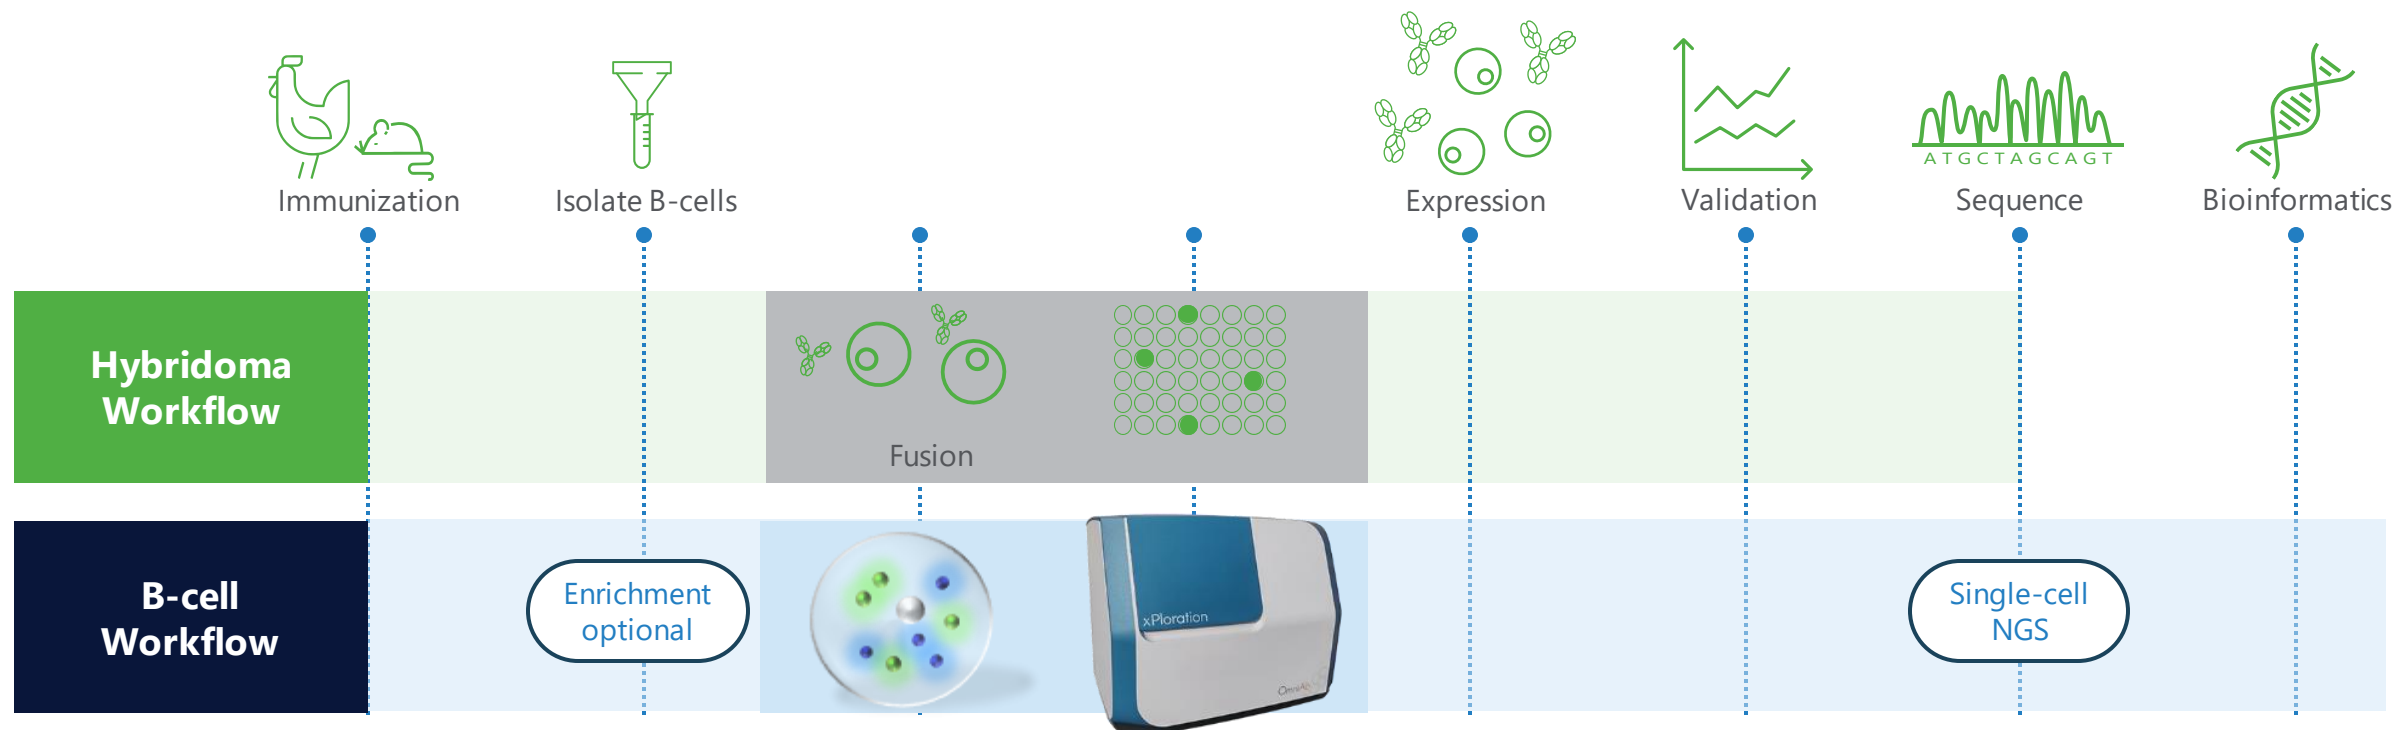 Immunization
Isolate B-cells
Expression
Validation
ATGCTAGCAGT
Sequence
Bioinformatics
Hybridoma
Workflow
Fusion
B-cell
Workflow
Enrichment
optional
xPloration
Single-cell
NGS